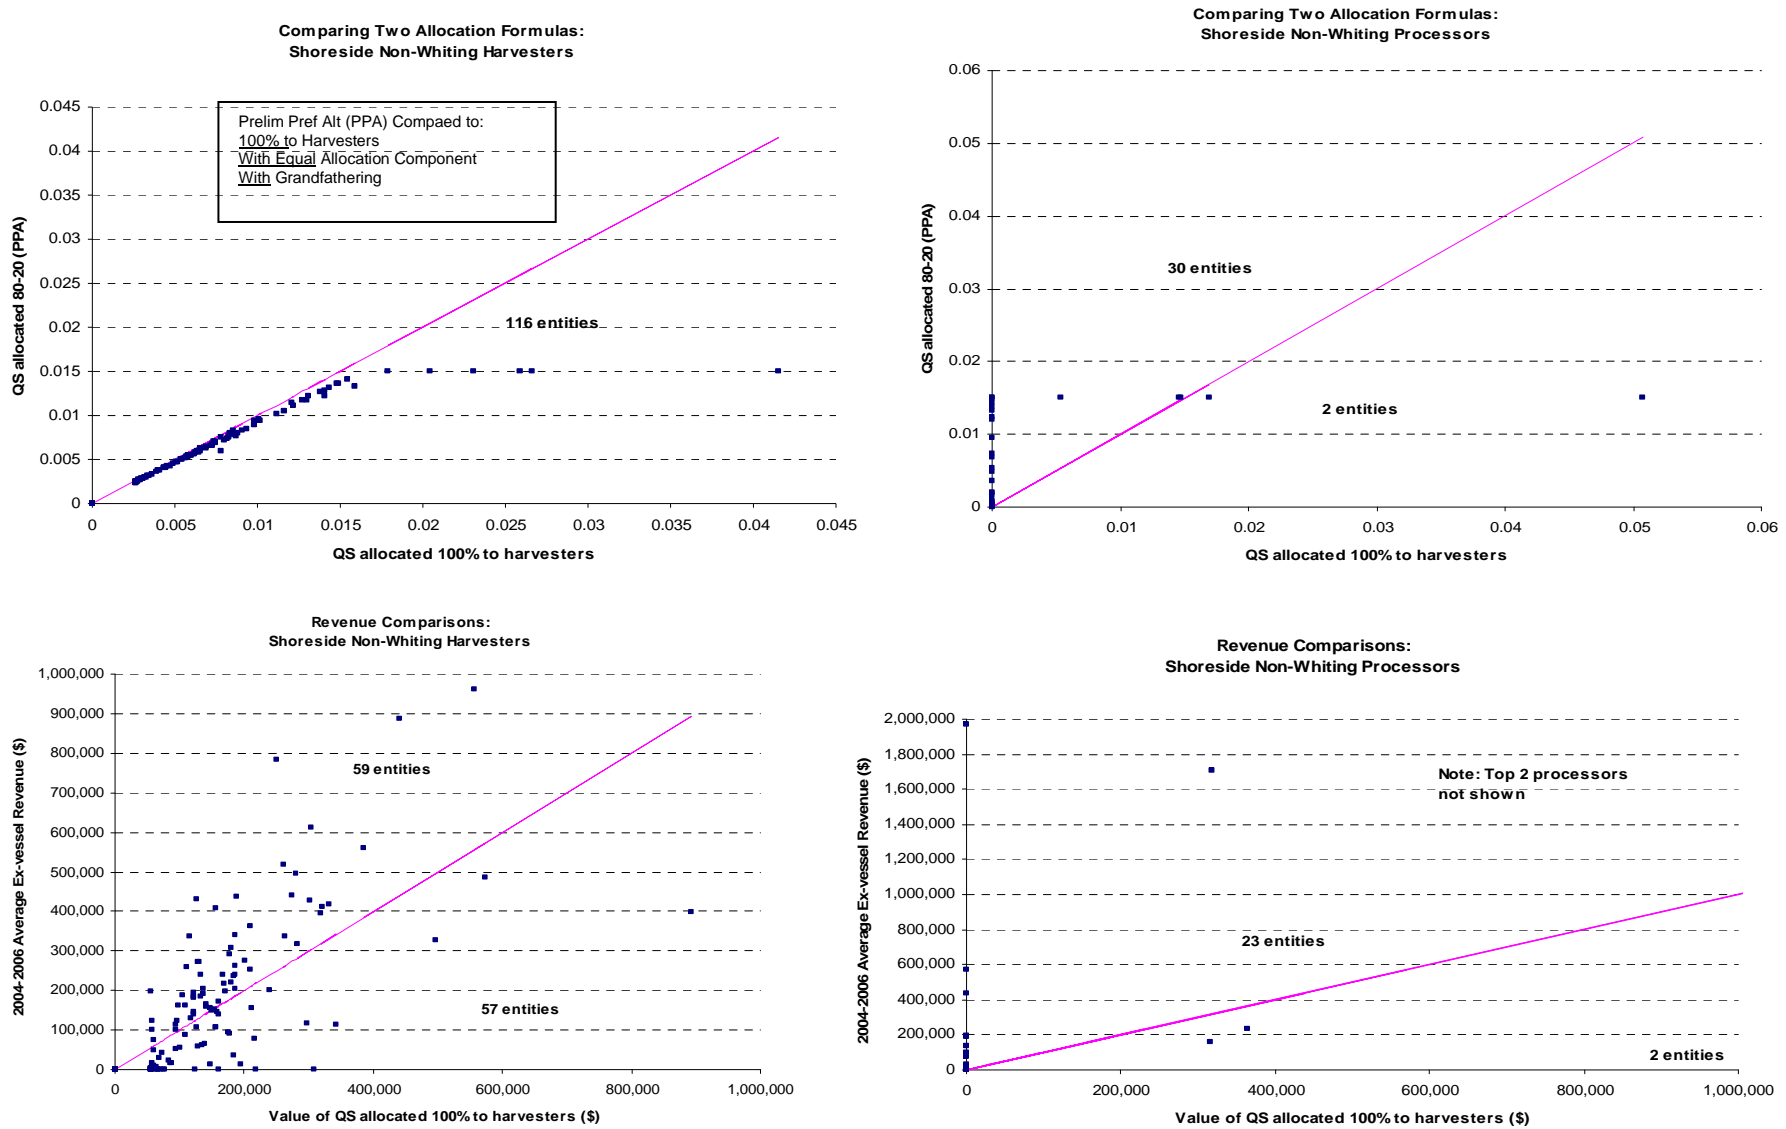 Comparing Two Allocation Formulas:
Shoreside Non-Whiting Harvesters
0.045
0.04
0.035
0.03
0.025
0.02
0.015
0.01
0.005
0
QS allocated 80-20 (PPA)
Prelim Pref Alt (PPA) Compaed to:
100% to Harvesters
With Equal Allocation Component
With Grandfathering
116 entities
0
0.005
0.01
0.015
0.02
0.025
0.03
0.035
0.04
0.045
QS allocated 100% to harvesters
Comparing Two Allocation Formulas:
Shoreside Non-Whiting Processors
0.06
0.05
0.04
0.03
0.02
0.01
0
QS allocated 80-20 (PPA)
30 entities
2 entities
0
0.01
0.02
0.03
0.04
0.05
0.06
QS allocated 100% to harvesters
Revenue Comparisons:
Shoreside Non-Whiting Harvesters
1,000,000
900,000
800,000
700,000
600,000
500,000
400,000
300,000
200,000
100,000
0
2004-2006 Average Ex-vessel Revenue ($)
59 entities
57 entities
0
200,000
400,000
600,000
800,000
1,000,000
Value of QS allocated 100% to harvesters ($)
Revenue Comparisons:
Shoreside Non-Whiting Processors
2,000,000
1,800,000
1,600,000
1,400,000
1,200,000
1,000,000
800,000
600,000
400,000
200,000
0
2004-2006 Average Ex-vessel Revenue ($)
Note: Top 2 processors
not shown
23 entities
2 entities
0
200,000
400,000
600,000
800,000
1,000,000
Value of QS allocated 100% to harvesters ($)